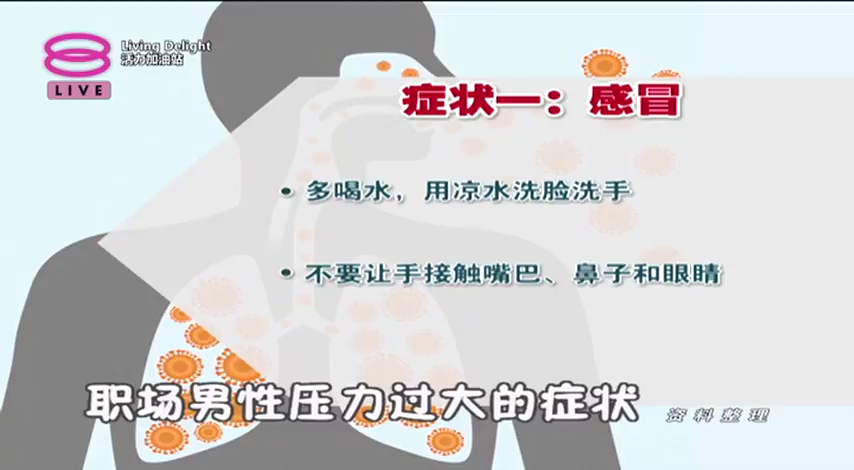 Living Delight
活力加油站
LIVE
症状一：感冒
• 多喝水，用凉水洗脸洗手
• 不要让手接触嘴巴、鼻子和眼睛
职场男性压力过大的症状
资料整理